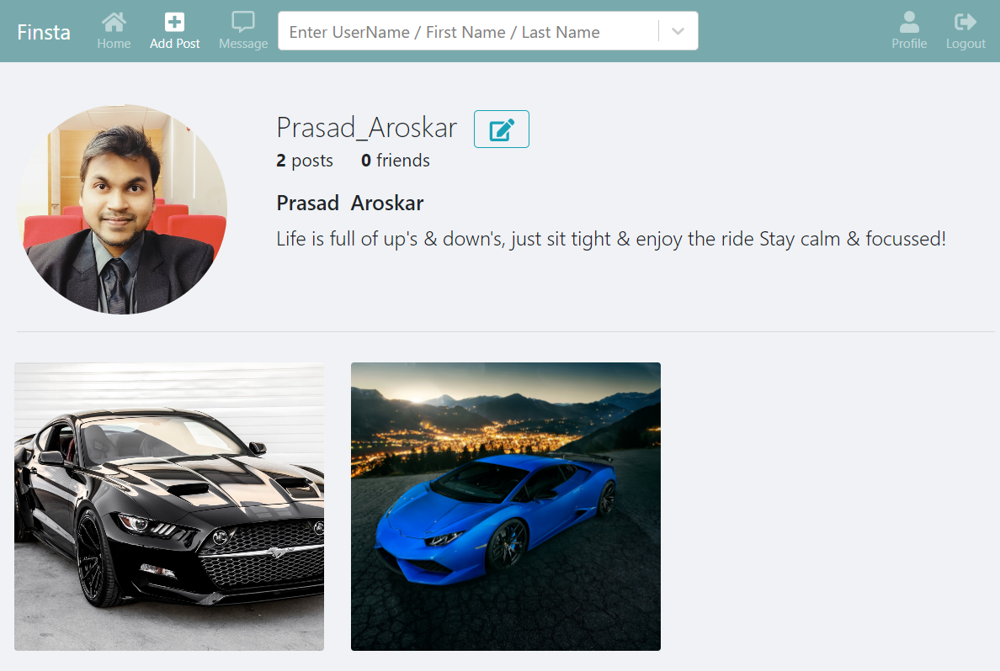 Finsta
Home
Add Post
Message
Enter UserName / First Name / Last Name
Profile
Logout
Prasad_Aroskar
2 posts 0 friends
Prasad Aroskar
Life is full of up's & down's, just sit tight & enjoy the ride Stay calm & focussed!